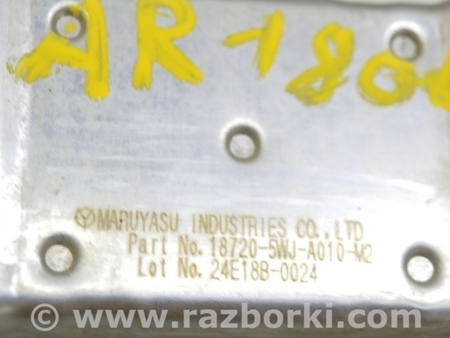 AR-180
MARUYASU INDUSTRIES CO.,LTD
Part No. 18720-5WJ-A010-M2
Lot No. 24E18B-0024
© www.razborki.com